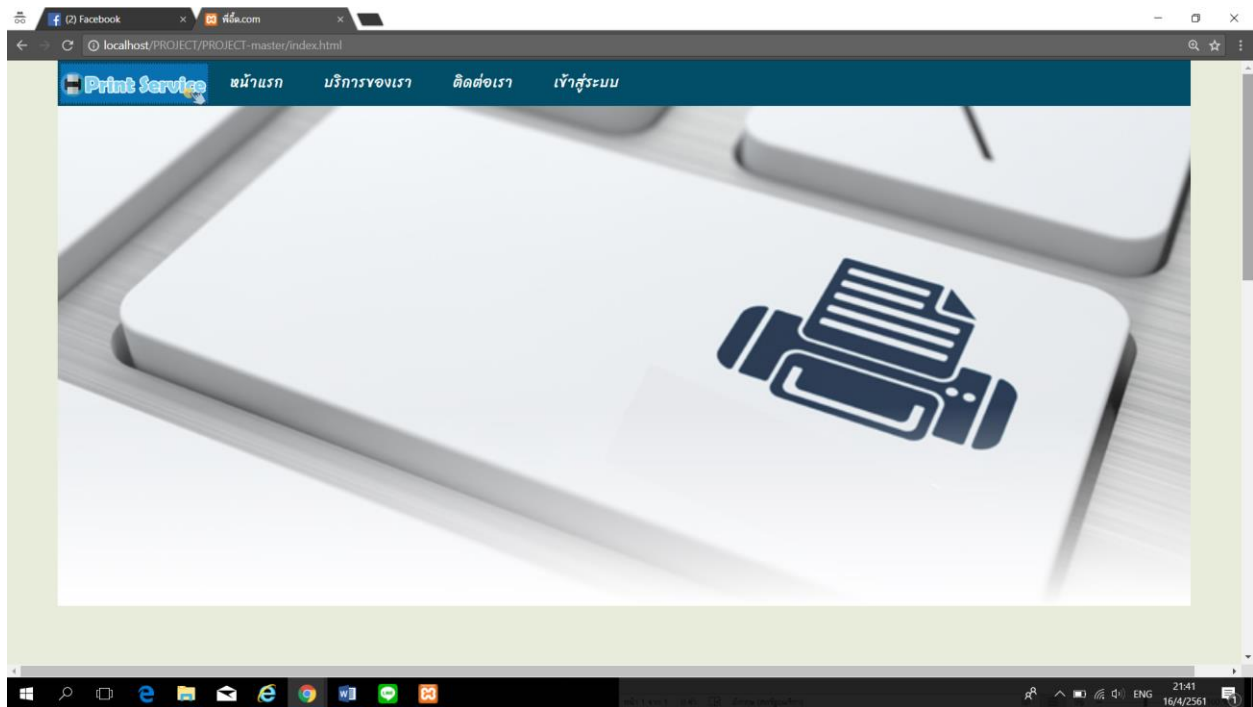 (2) Facebook
พี่อี๊ด.com
localhost/PROJECT/PROJECT-master/index.html
Print Service
หน้าแรก
บริการของเรา
ติดต่อเรา
เข้าสู่ระบบ
ENG
21:41
16/4/2561